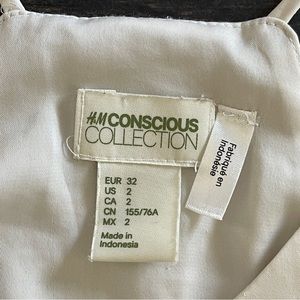 H&M CONSCIOUS
COLLECTION
EUR 32
US 2
CA 2
CN 155/76A
MX 2
Made in
Indonesia
Fabriqué en
Indonésie